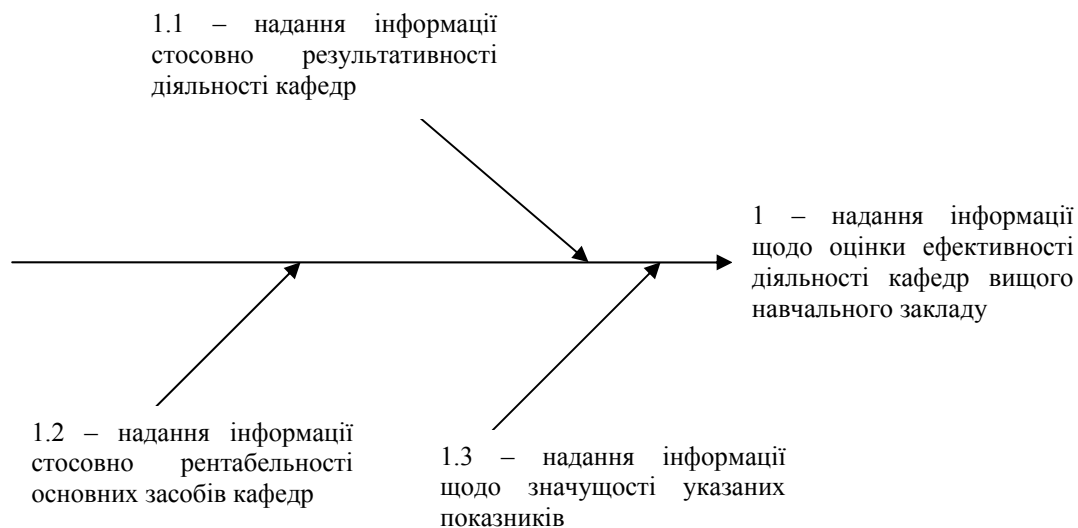 1.1 – надання інформації
стосовно результативності
діяльності кафедр
1 – надання інформації
щодо оцінки ефективності
діяльності кафедр вищого
навчального закладу
1.2 – надання інформації
стосовно рентабельності
основних засобів кафедр
1.3 – надання інформації
щодо значущості указаних
показників